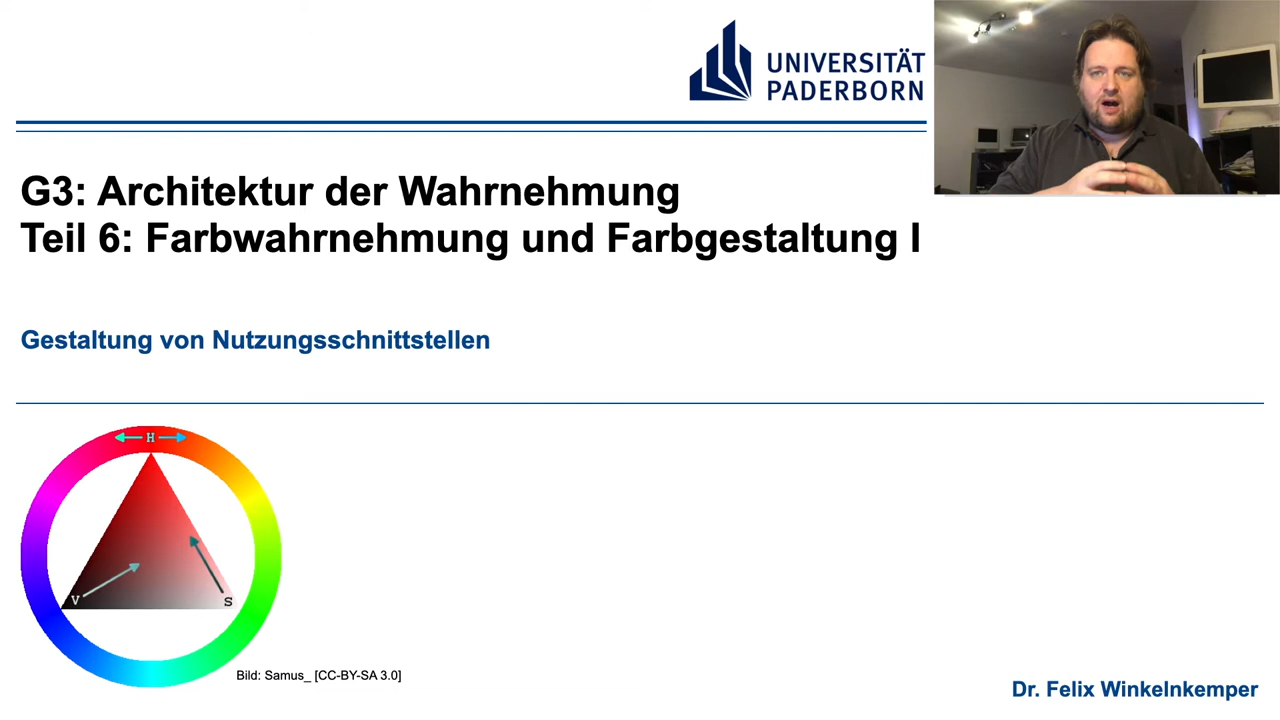 UNIVERSITÄT
PADERBORN
G3: Architektur der Wahrnehmung
Teil 6: Farbwahrnehmung und Farbgestaltung I
Gestaltung von Nutzungsschnittstellen
H
V
S
Bild: Samus_ [CC-BY-SA 3.0]
Dr. Felix Winkelnkemper